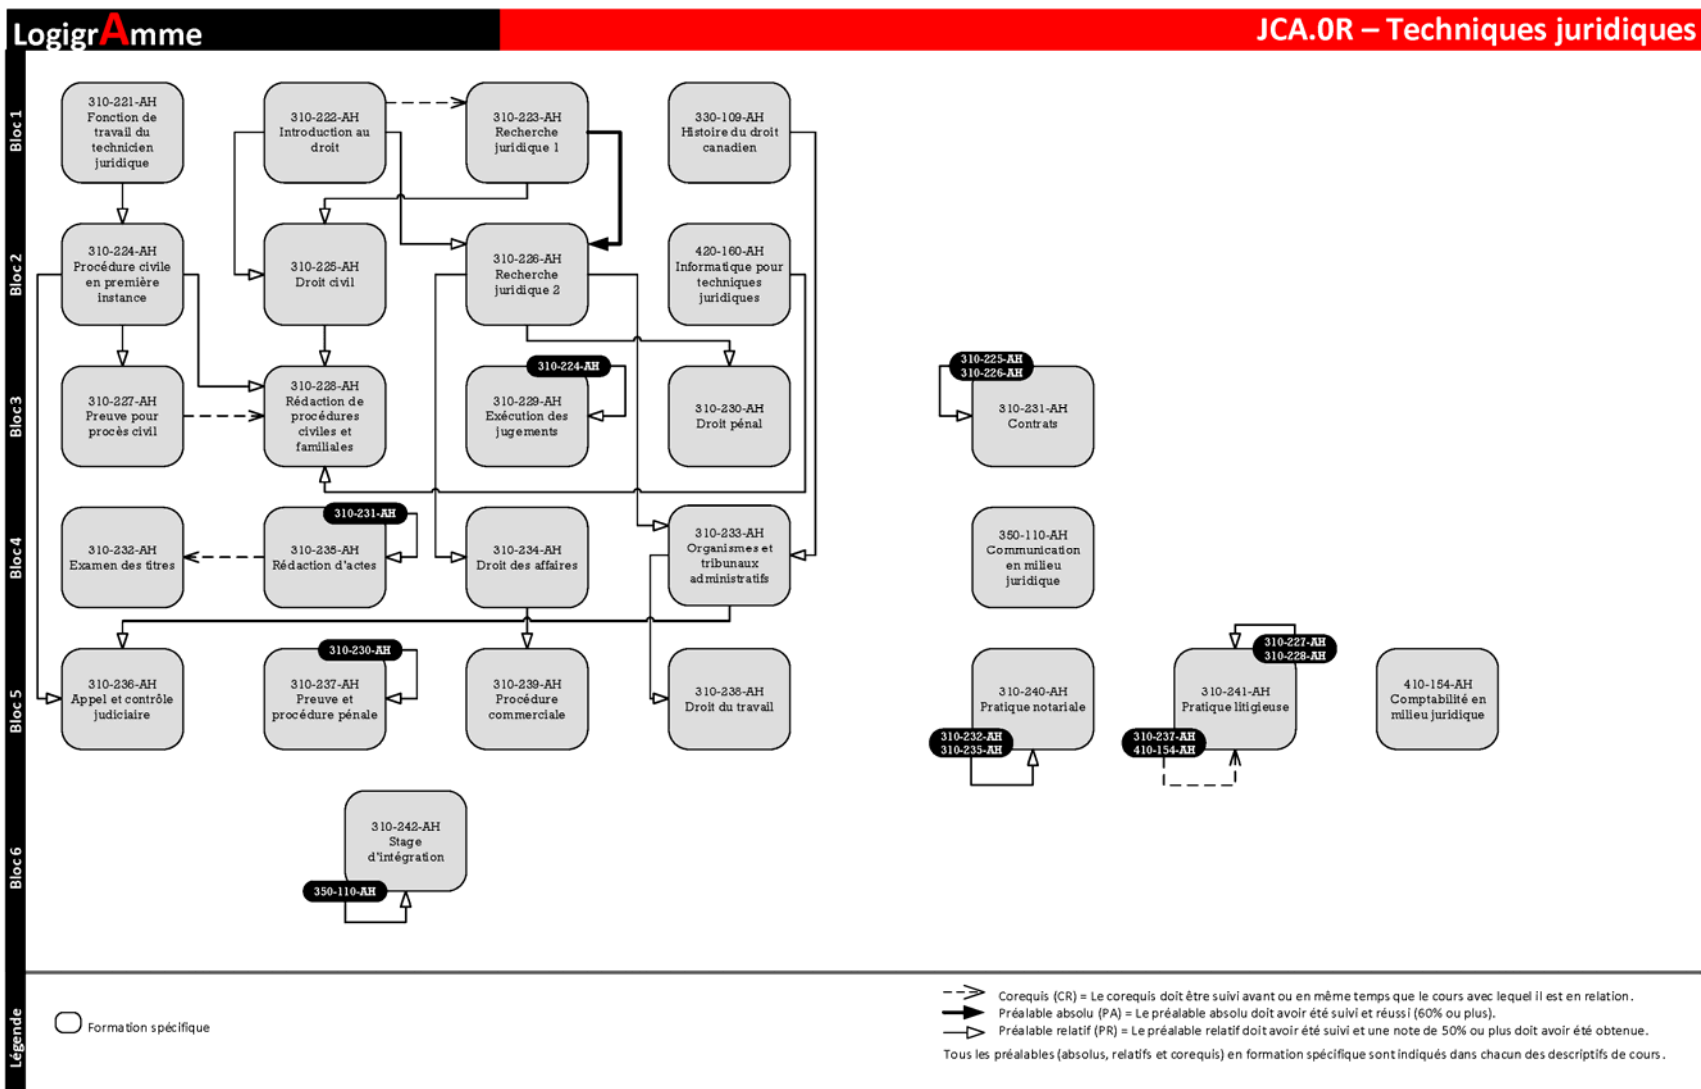 LogigrAmme
JCA.0R – Techniques juridiques
Bloc 1
310-221-AH
Fonction de
travail du
technicien
juridique
310-222-AH
Introduction au
droit
310-223-AH
Recherche
juridique 1
330-109-AH
Histoire du droit
canadien
Bloc 2
310-224-AH
Procédure civile
en première
instance
310-225-AH
Droit civil
310-226-AH
Recherche
juridique 2
420-160-AH
Informatique pour
techniques
juridiques
Bloc3
310-227-AH
Preuve pour
procès civil
310-228-AH
Rédaction de
procédures
civiles et
familiales
310-224-AH
310-229-AH
Exécution des
jugements
310-230-AH
Droit pénal
310-225-AH
310-226-AH
310-231-AH
Contrats
Bloc4
310-232-AH
Examen des titres
310-231-AH
310-235-AH
Rédaction d'actes
310-234-AH
Droit des affaires
310-233-AH
Organismes et
tribunaux
administratifs
350-110-AH
Communication
en milieu
juridique
Bloc 5
310-236-AH
Appel et contrôle
judiciaire
310-230-AH
310-237-AH
Preuve et
procédure pénale
310-239-AH
Procédure
commerciale
310-238-AH
Droit du travail
310-240-AH
Pratique notariale
310-232-AH
310-235-AH
310-227-AH
310-228-AH
310-241-AH
Pratique litigieuse
310-237-AH
410-154-AH
410-154-AH
Comptabilité en
milieu juridique
Bloc6
310-242-AH
Stage
d'intégration
350-110-AH
Légende
Formation spécifique
Corequis (CR) = Le corequis doit être suivi avant ou en même temps que le cours avec lequel il est en relation.
Préalable absolu (PA) = Le préalable absolu doit avoir été suivi et réussi (60% ou plus).
Préalable relatif (PR) = Le préalable relatif doit avoir été suivi et une note de 50% ou plus doit avoir été obtenue.
Tous les préalables (absolus, relatifs et corequis) en formation spécifique sont indiqués dans chacun des descriptifs de cours.